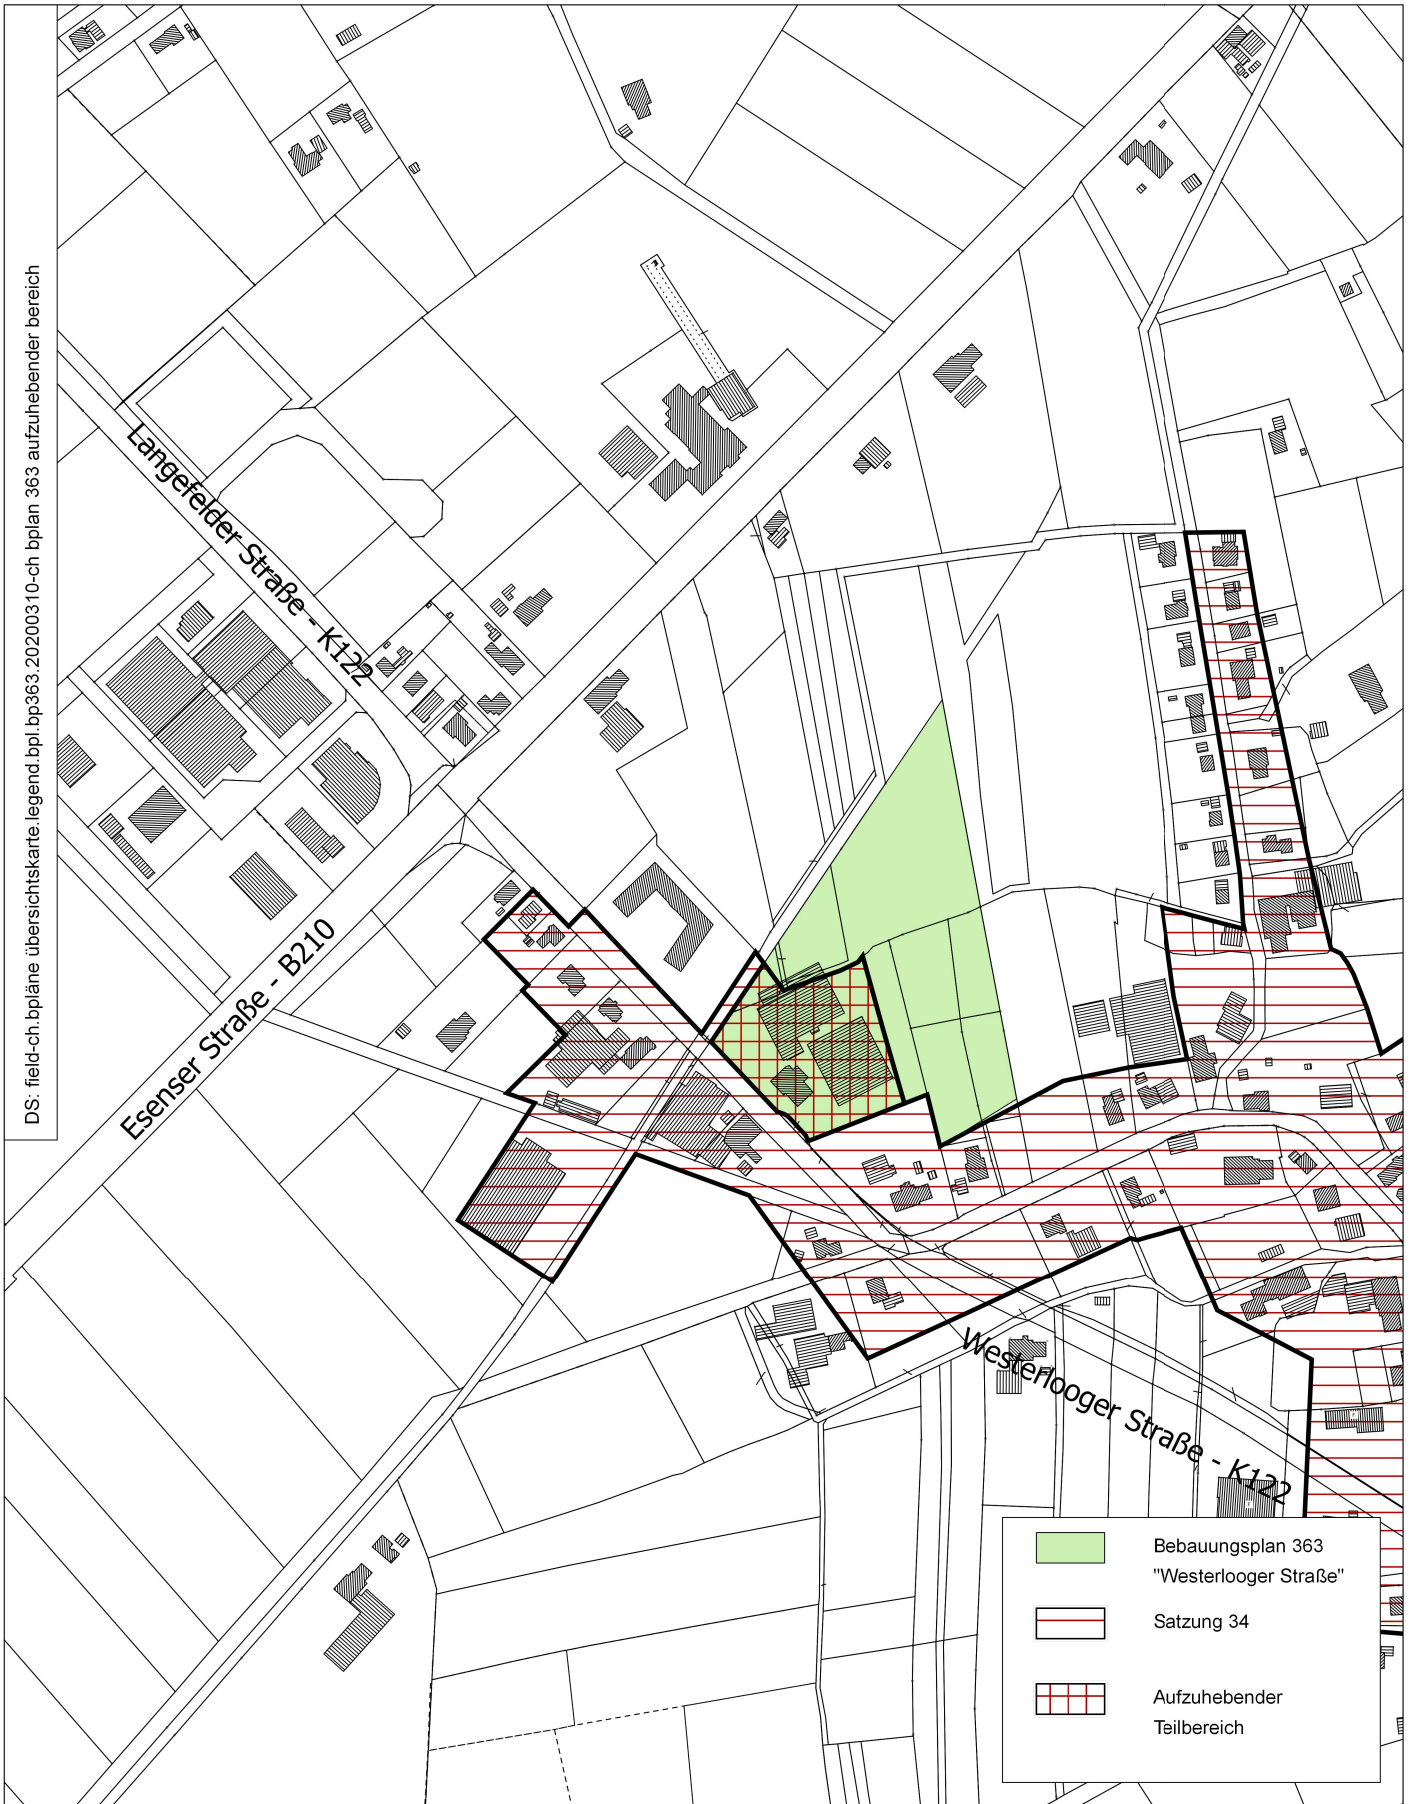 DS: field-ch.bpläne übersichtskarte.legend.bpl.bp363.20200310-ch bplan 363 aufzuhebender bereich
Langefelder Straße - K122
Esenser Straße - B210
Westerlooger Straße - K122
Bebauungsplan 363
"Westerlooger Straße"
Satzung 34
Aufzuhebender
Teilbereich